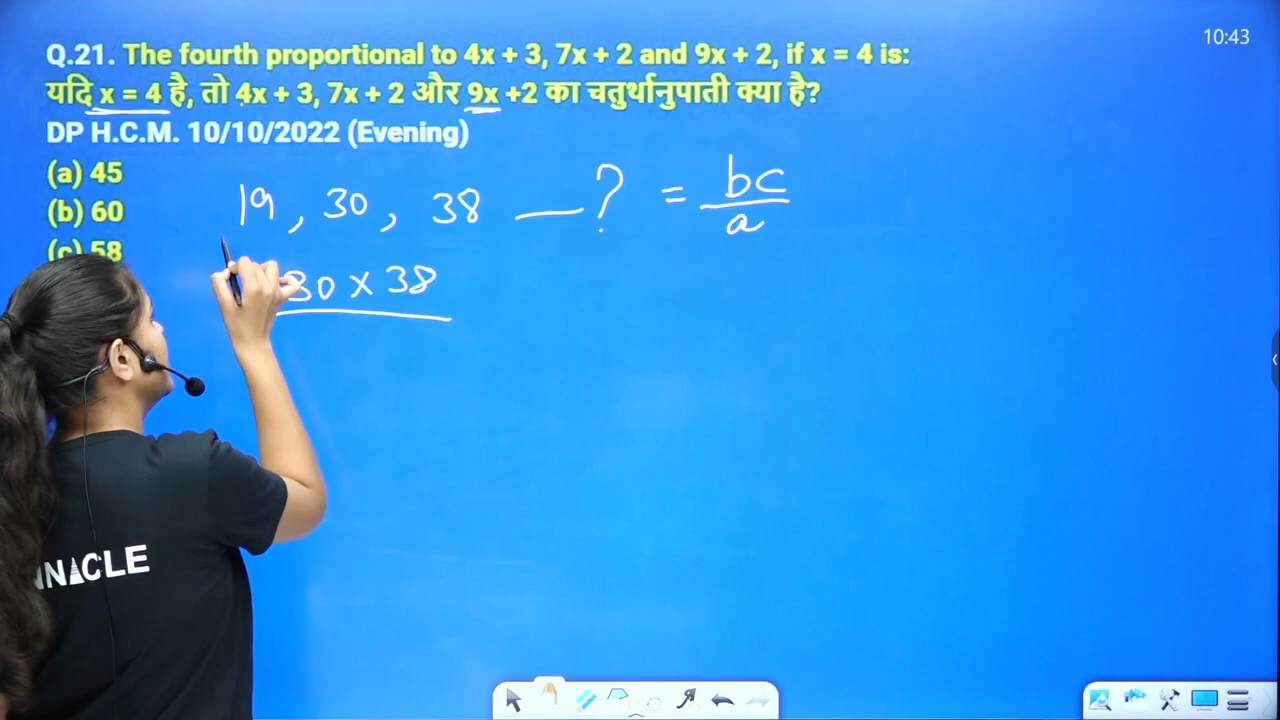 10:43
Q.21. The fourth proportional to 4x + 3, 7x + 2 and 9x + 2, if x = 4 is:
यदि x = 4 है, तो 4x + 3, 7x + 2 और 9x +2 का चतुर्थानुपाती क्या है?
DP H.C.M. 10/10/2022 (Evening)
(a) 45
(b) 60
(c) 58
19 , 30 , 38 __ ? = bc/a
30 × 38
NNACLE